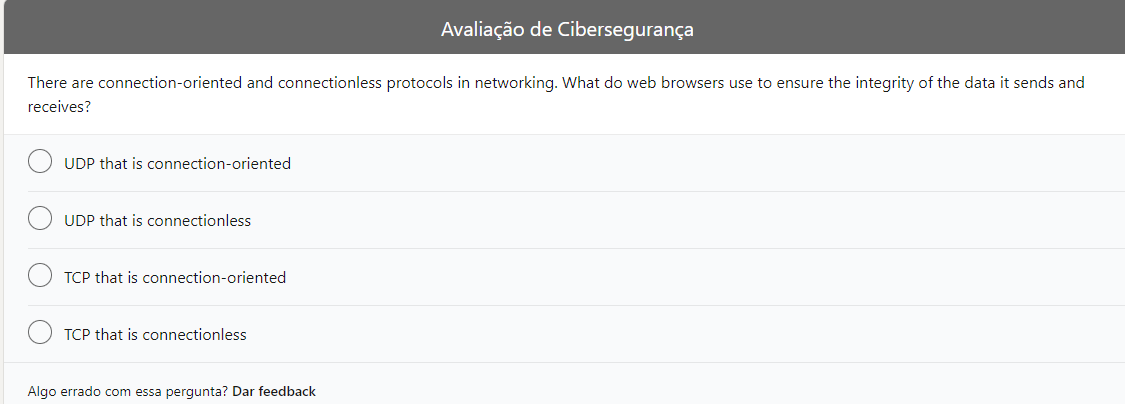 Avaliação de Cibersegurança
There are connection-oriented and connectionless protocols in networking. What do web browsers use to ensure the integrity of the data it sends and
receives?
UDP that is connection-oriented
UDP that is connectionless
TCP that is connection-oriented
TCP that is connectionless
Algo errado com essa pergunta? Dar feedback